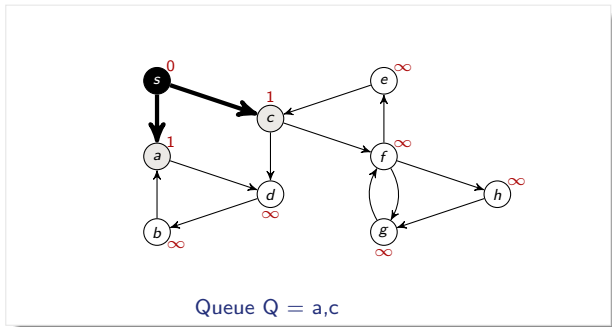 s 0
e ∞
c 1
a 1
f ∞
d ∞
h ∞
b ∞
g ∞
Queue Q = a,c